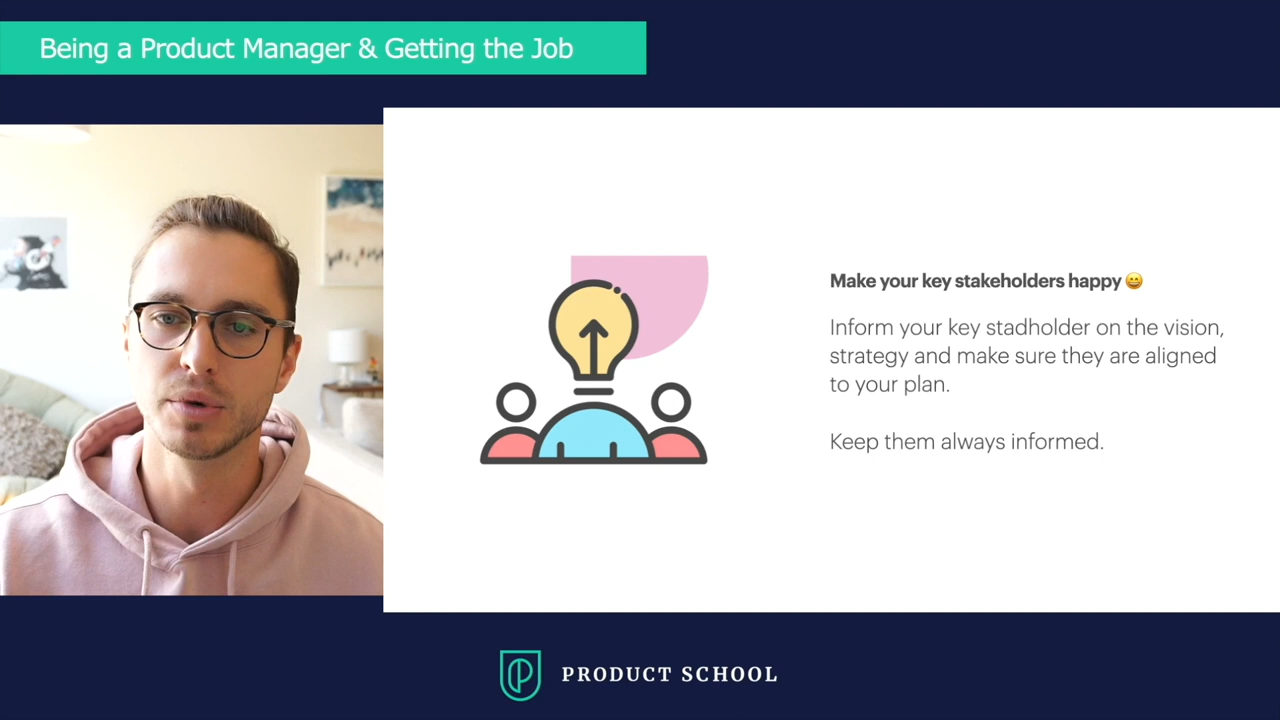 Being a Product Manager & Getting the Job
Make your key stakeholders happy 😄
Inform your key stadholder on the vision,
strategy and make sure they are aligned
to your plan.
Keep them always informed.
PRODUCT SCHOOL